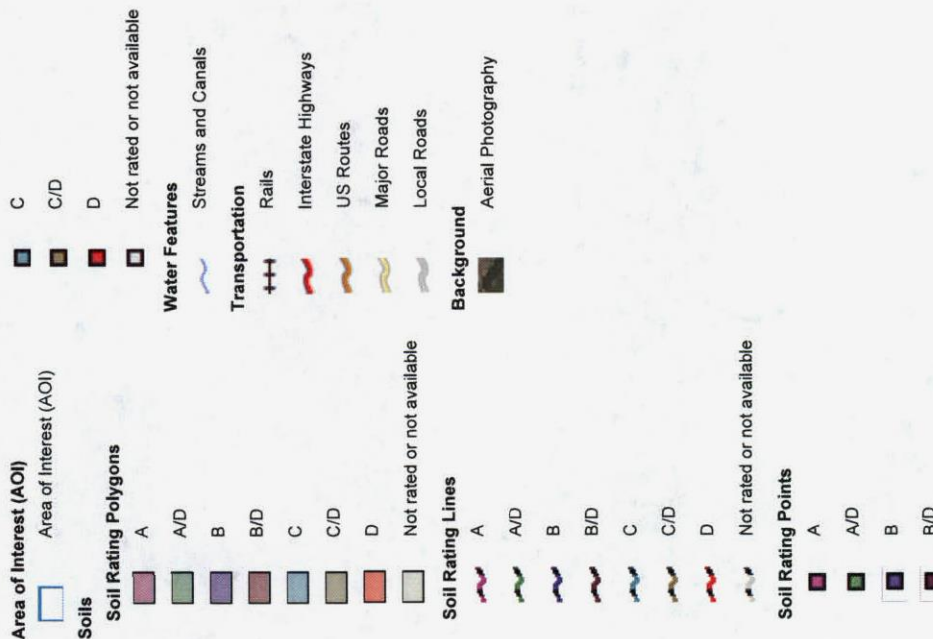 Area of Interest (AOI)
Area of Interest (AOI)
Soils
Soil Rating Polygons
A
A/D
B
B/D
C
C/D
D
Not rated or not available
Soil Rating Lines
A
A/D
B
B/D
C
C/D
D
Not rated or not available
Soil Rating Points
A
A/D
B
B/D
C
C/D
D
Not rated or not available
Water Features
Streams and Canals
Transportation
Rails
Interstate Highways
US Routes
Major Roads
Local Roads
Background
Aerial Photography